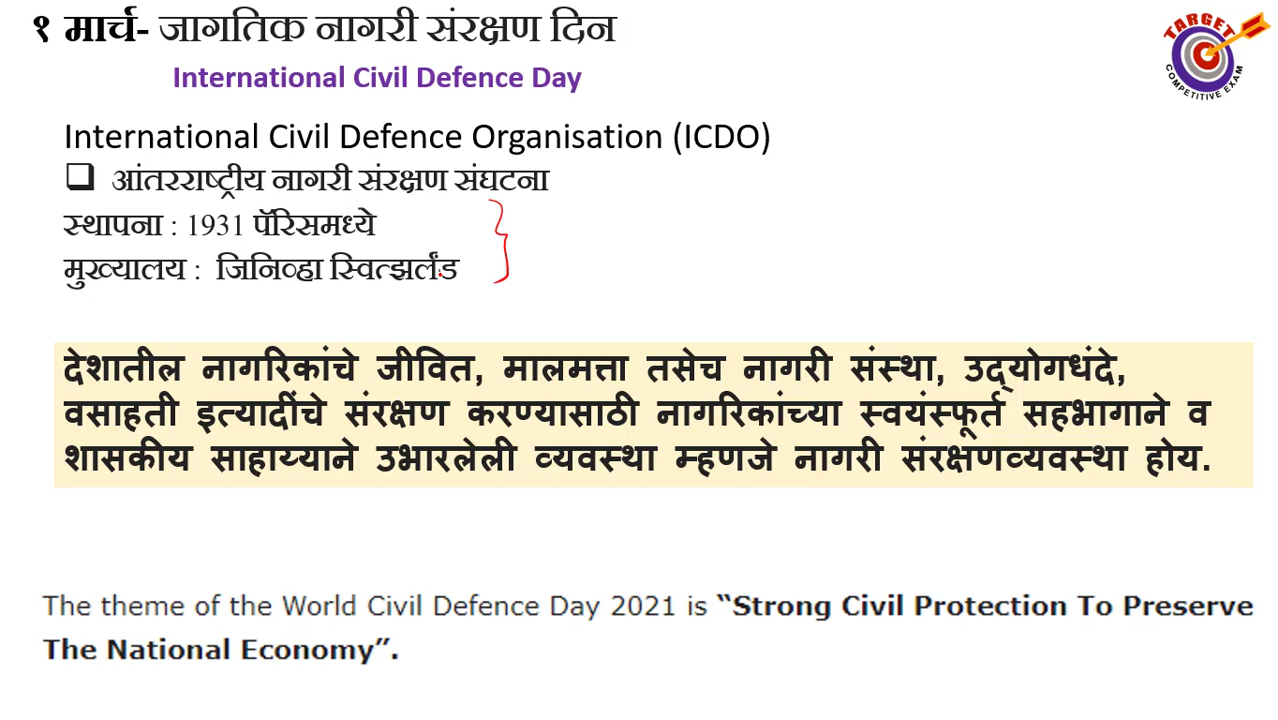 १ मार्च- जागतिक नागरी संरक्षण दिन
TARGET
COMPETITIVE EXAM
International Civil Defence Day
International Civil Defence Organisation (ICDO)
आंतरराष्ट्रीय नागरी संरक्षण संघटना
स्थापना : 1931 पॅरिसमध्ये
मुख्यालय : जिनिव्हा स्वित्झर्लंड
देशातील नागरिकांचे जीवित, मालमत्ता तसेच नागरी संस्था, उद्योगधंदे,
वसाहती इत्यादींचे संरक्षण करण्यासाठी नागरिकांच्या स्वयंस्फूर्त सहभागाने व
शासकीय साहाय्याने उभारलेली व्यवस्था म्हणजे नागरी संरक्षणव्यवस्था होय.
The theme of the World Civil Defence Day 2021 is “Strong Civil Protection To Preserve
The National Economy”.